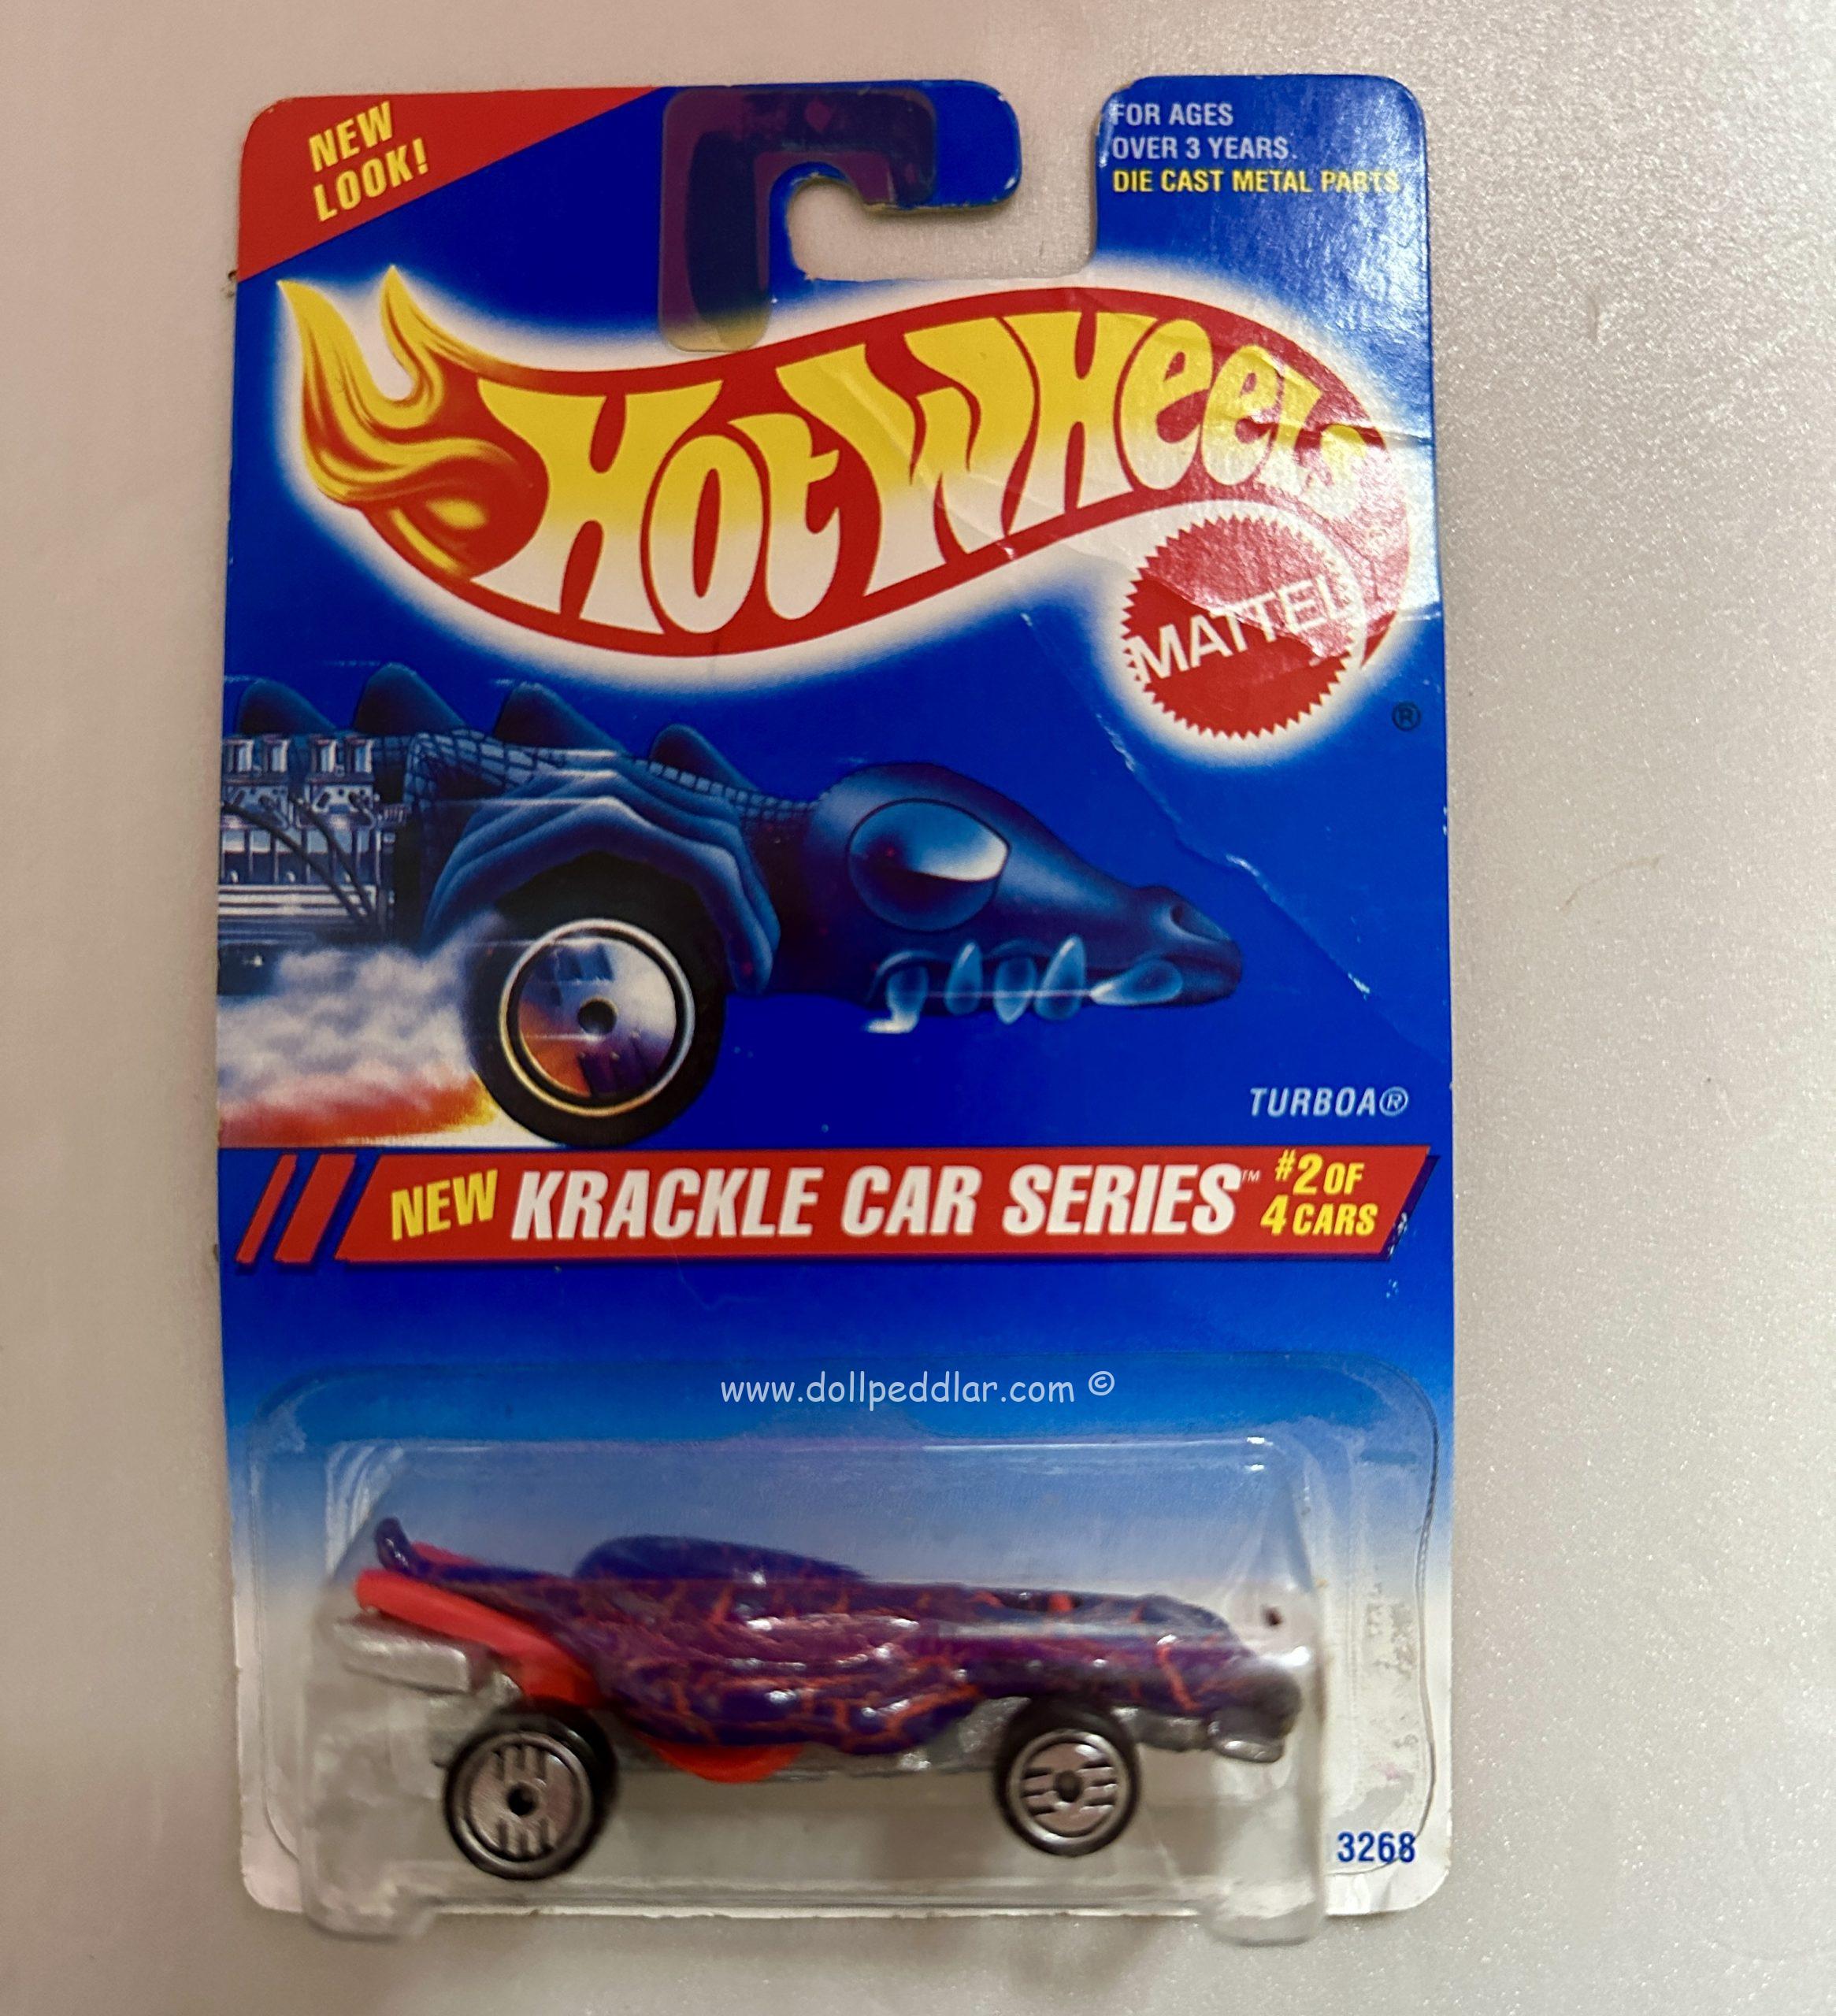 NEW
LOOK!
FOR AGES
OVER 3 YEARS.
DIE CAST METAL PARTS
HOT WHEELS
MATTEL
®
TURBOA®
NEW KRACKLE CAR SERIES™ #2 OF
4 CARS
www.dollpeddlar.com ©
3268